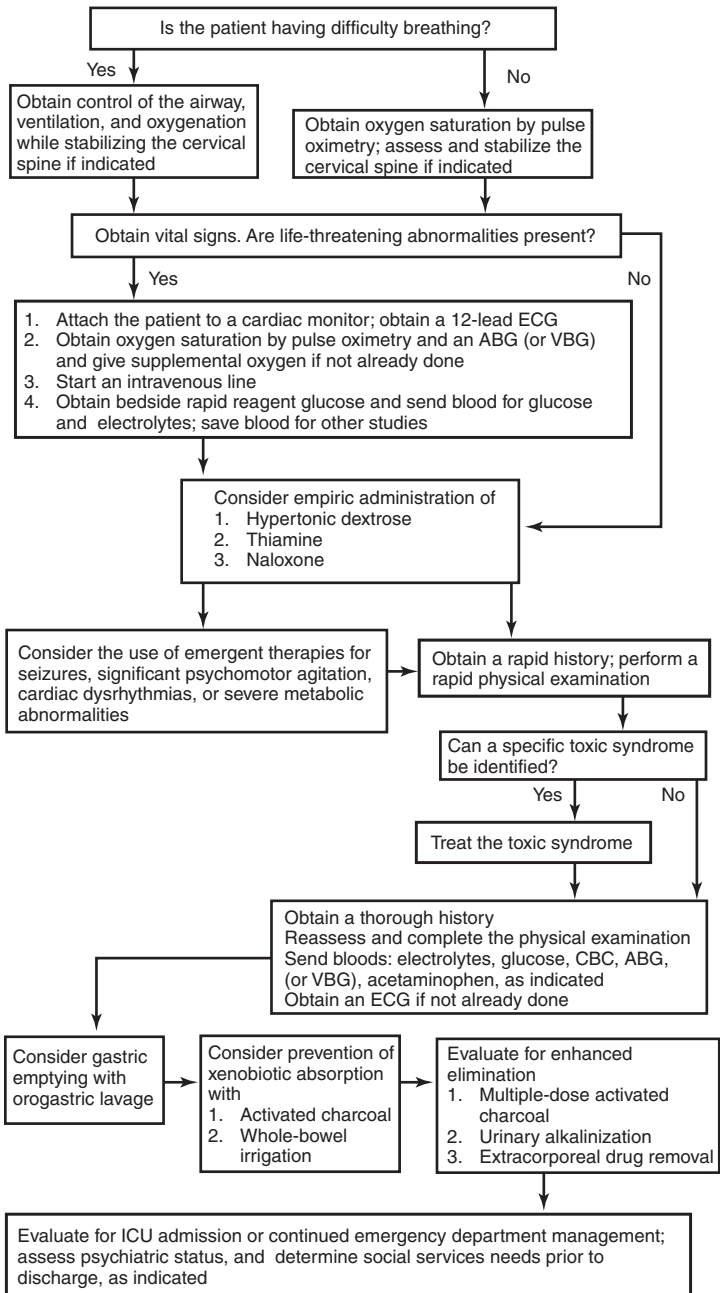 Is the patient having difficulty breathing?
Yes
No
Obtain control of the airway,
ventilation, and oxygenation
while stabilizing the cervical
spine if indicated
Obtain oxygen saturation by pulse
oximetry; assess and stabilize the
cervical spine if indicated
Obtain vital signs. Are life-threatening abnormalities present?
Yes
No
1. Attach the patient to a cardiac monitor; obtain a 12-lead ECG
2. Obtain oxygen saturation by pulse oximetry and an ABG (or VBG)
and give supplemental oxygen if not already done
3. Start an intravenous line
4. Obtain bedside rapid reagent glucose and send blood for glucose
and electrolytes; save blood for other studies
Consider empiric administration of
1. Hypertonic dextrose
2. Thiamine
3. Naloxone
Consider the use of emergent therapies for
seizures, significant psychomotor agitation,
cardiac dysrhythmias, or severe metabolic
abnormalities
Obtain a rapid history; perform a
rapid physical examination
Can a specific toxic syndrome
be identified?
Yes
No
Treat the toxic syndrome
Obtain a thorough history
Reassess and complete the physical examination
Send bloods: electrolytes, glucose, CBC, ABG,
(or VBG), acetaminophen, as indicated
Obtain an ECG if not already done
Consider gastric
emptying with
orogastric lavage
Consider prevention of
xenobiotic absorption
with
1. Activated charcoal
2. Whole-bowel
irrigation
Evaluate for enhanced
elimination
1. Multiple-dose activated
charcoal
2. Urinary alkalinization
3. Extracorporeal drug removal
Evaluate for ICU admission or continued emergency department management;
assess psychiatric status, and determine social services needs prior to
discharge, as indicated